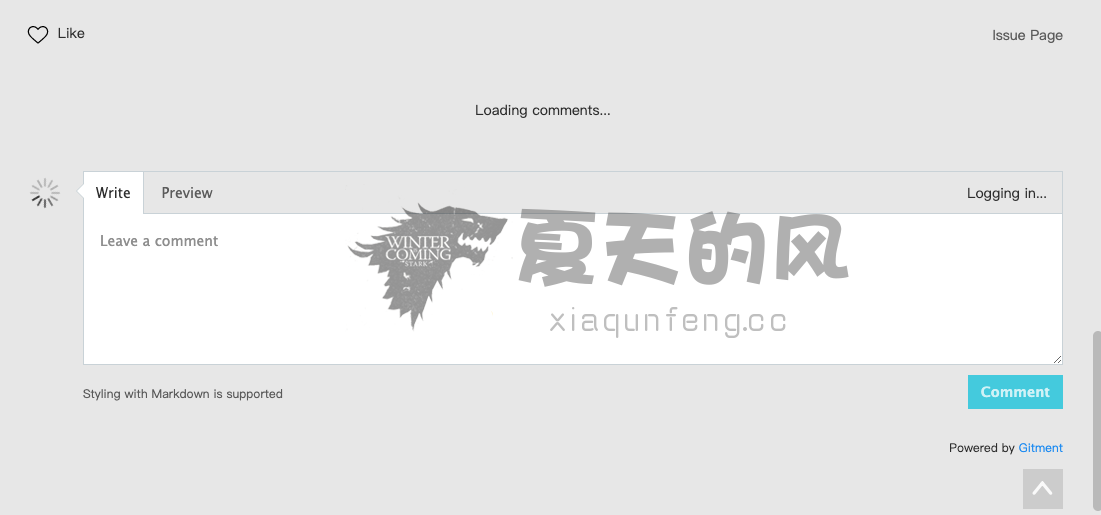 Like
Issue Page
Loading comments...
Write
Preview
Logging in...
Leave a comment
WINTER
COMING
STARK
夏天的风
xiaqunfeng.cc
Styling with Markdown is supported
Comment
Powered by Gitment